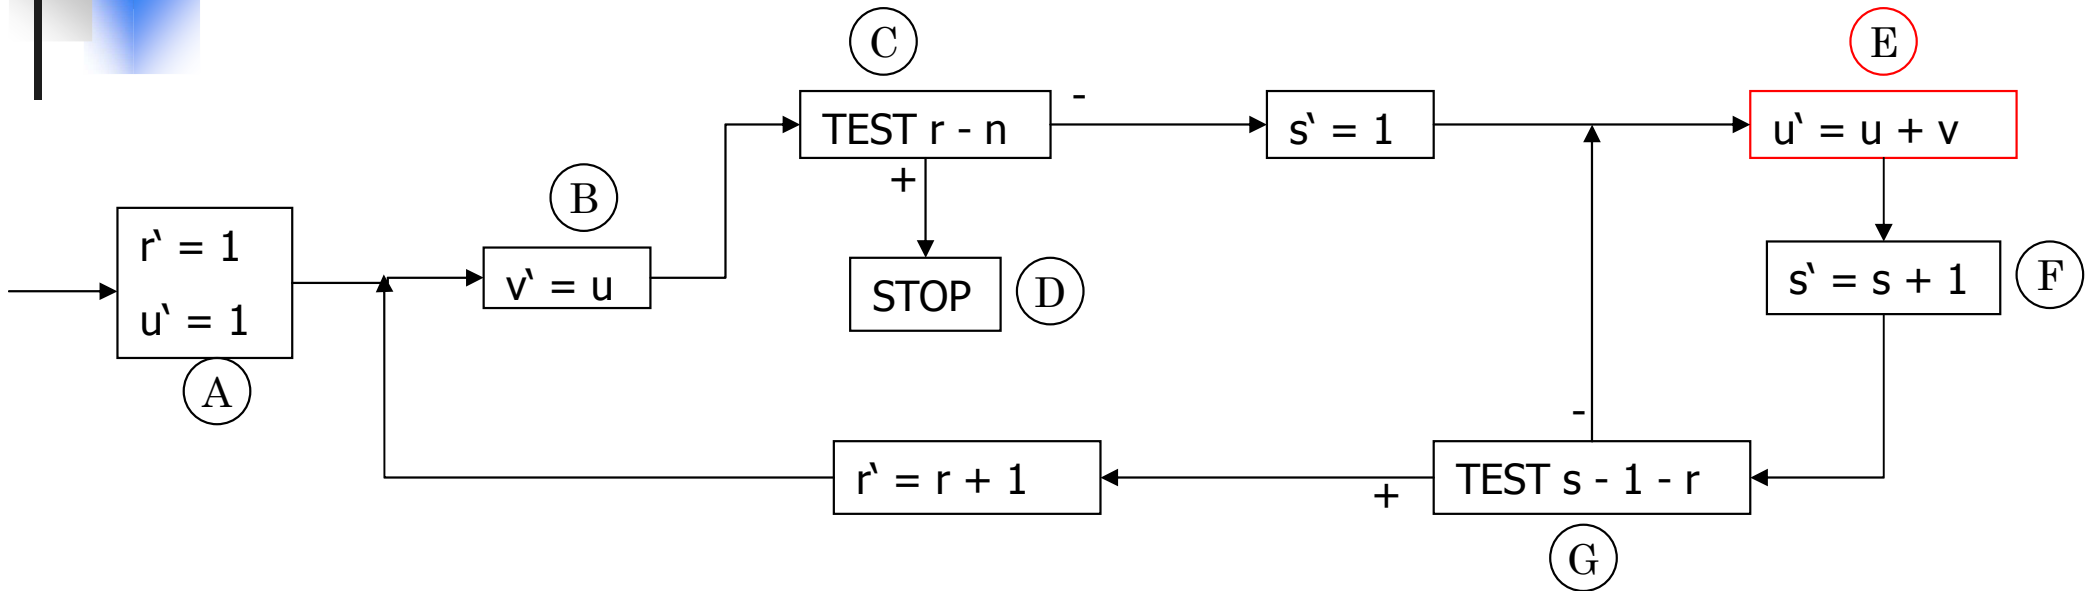 C
E
TEST r - n
-
s‘ = 1
u‘ = u + v
+
B
A
r‘ = 1
u‘ = 1
v‘ = u
STOP
D
s‘ = s + 1
F
-
r‘ = r + 1
+
TEST s - 1 - r
G